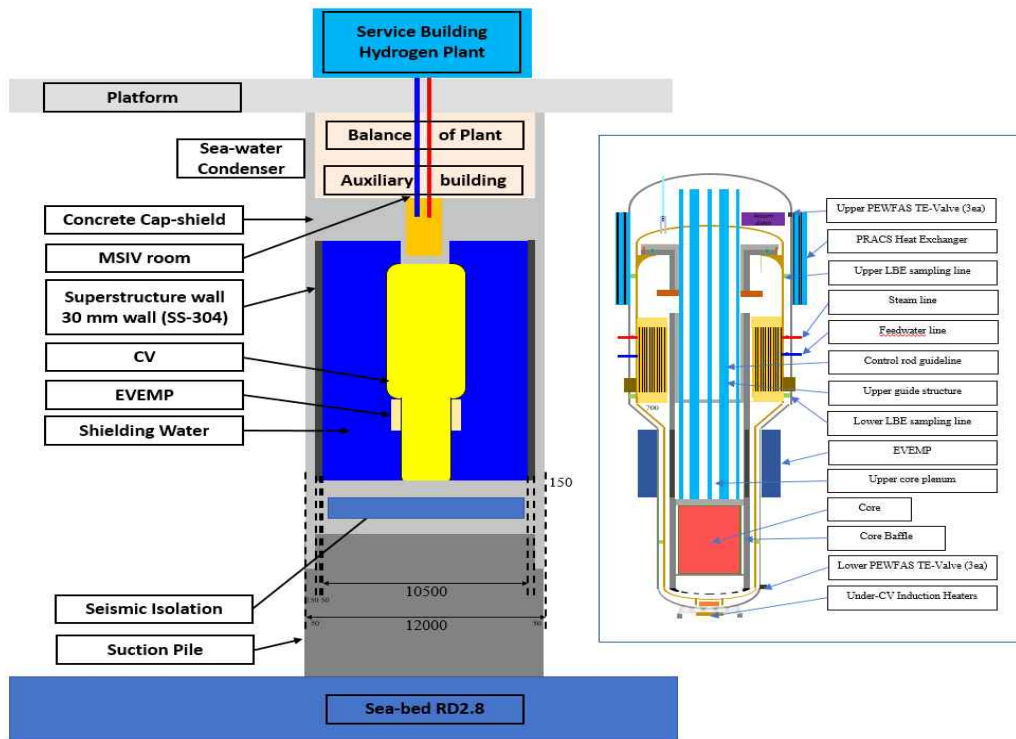 Service Building
Hydrogen Plant
Platform
Balance of Plant
Sea-water
Condenser
Auxiliary building
Concrete Cap-shield
MSIV room
Superstructure wall
30 mm wall (SS-304)
CV
EVEMP
Shielding Water
150
10500
50
12000
50
50
Seismic Isolation
Suction Pile
Sea-bed RD2.8
Upper PEWFAS TE-Valve (3ea)
PRACS Heat Exchanger
Upper LBE sampling line
Steam line
Feedwater line
Control rod guideline
Upper guide structure
700
Lower LBE sampling line
EVEMP
Upper core plenum
Core
Core Baffle
Lower PEWFAS TE-Valve (3ea)
Under-CV Induction Heaters